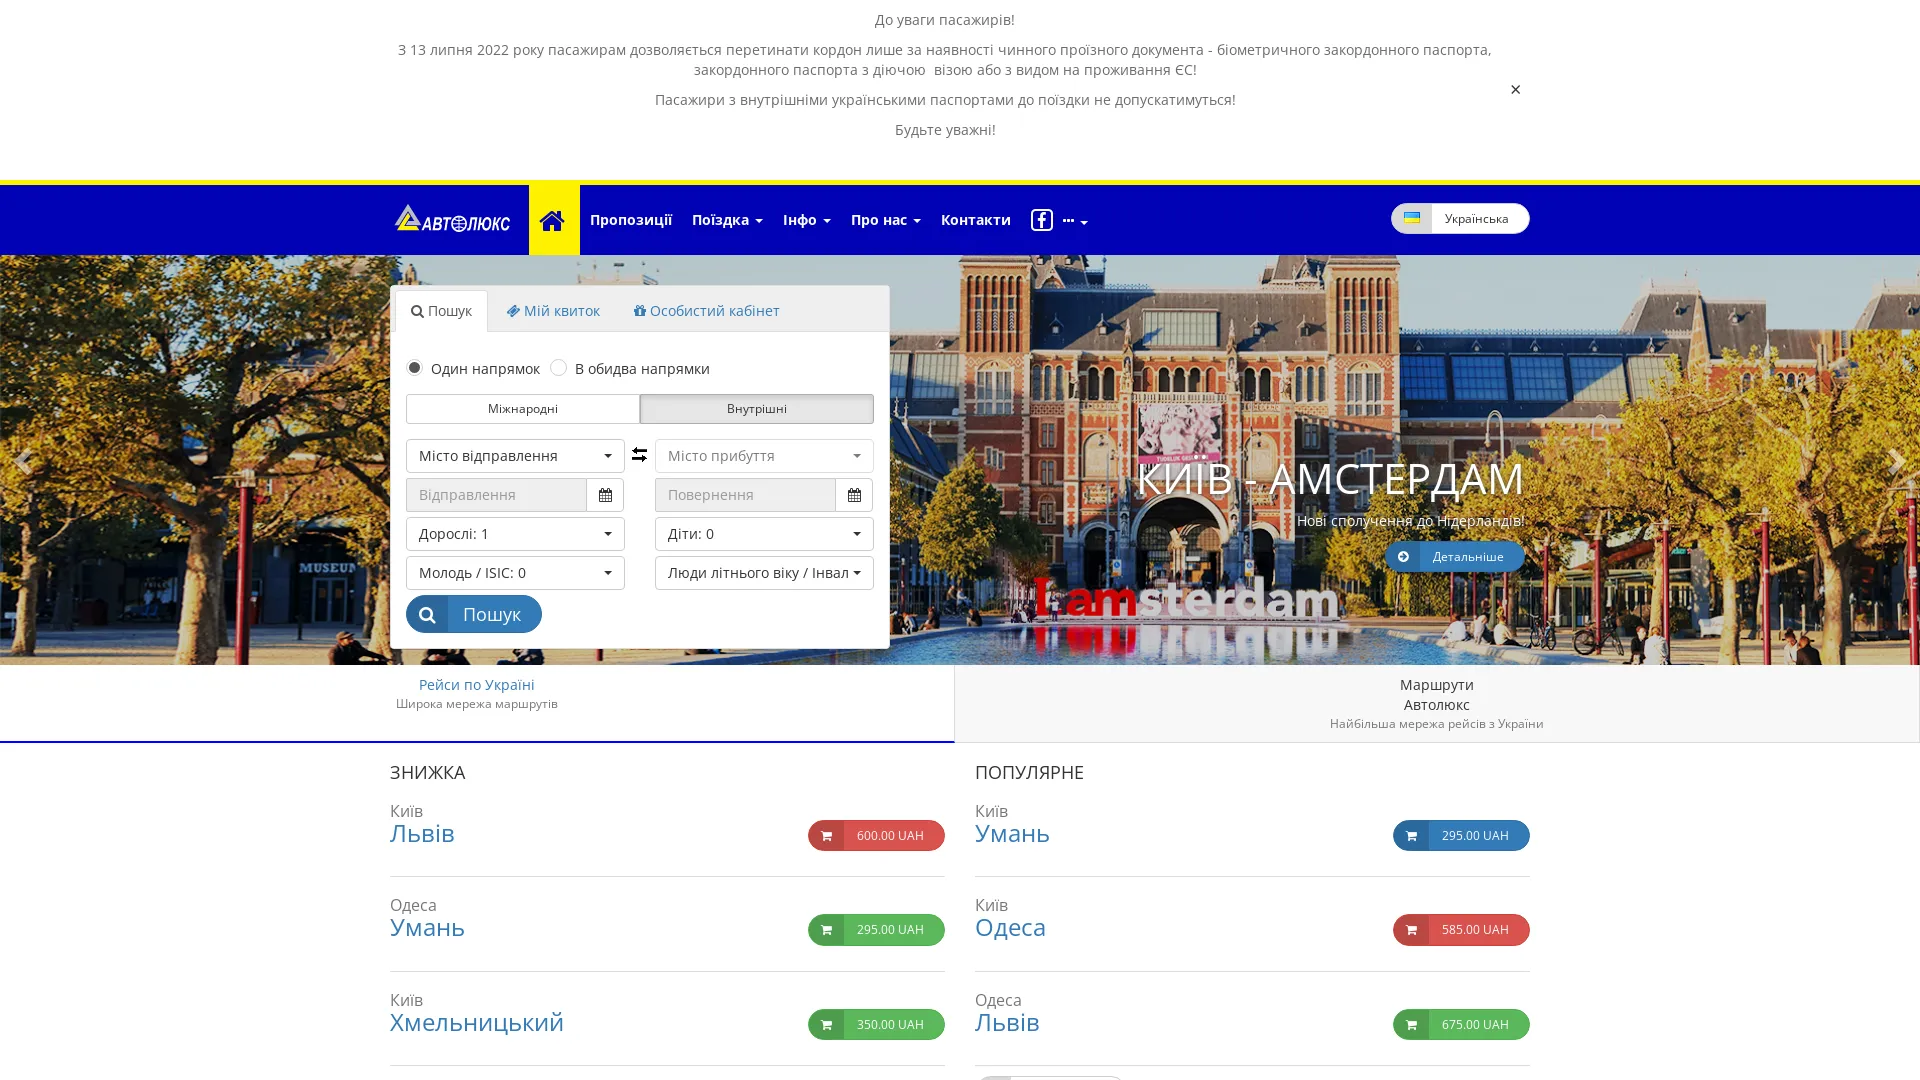 До уваги пасажирів!
З 13 липня 2022 року пасажирам дозволяється перетинати кордон лише за наявності чинного проїзного документа - біометричного закордонного паспорта,
закордонного паспорта з діючою  візою або з видом на проживання ЄС!
×
Пасажири з внутрішніми українськими паспортами до поїздки не допускатимуться!
Будьте уважні!
АВТОЛЮКС
Пропозиції
Поїздка
Інфо
Про нас
Контакти
Українська
Пошук
Мій квиток
Особистий кабінет
Один напрямок
В обидва напрямки
Міжнародні
Внутрішні
Місто відправлення
Місто прибуття
Відправлення
Повернення
Дорослі: 1
Діти: 0
Молодь / ISIC: 0
Люди літнього віку / Інвал
Пошук
MUSEUM
КИЇВ - АМСТЕРДАМ
Нові сполучення до Нідерландів!
Детальніше
I amsterdam
Рейси по Україні
Широка мережа маршрутів
Маршрути
Автолюкс
Найбільша мережа рейсів з України
ЗНИЖКА
Київ
Львів
600.00 UAH
Одеса
Умань
295.00 UAH
Київ
Хмельницький
350.00 UAH
ПОПУЛЯРНЕ
Київ
Умань
295.00 UAH
Київ
Одеса
585.00 UAH
Одеса
Львів
675.00 UAH